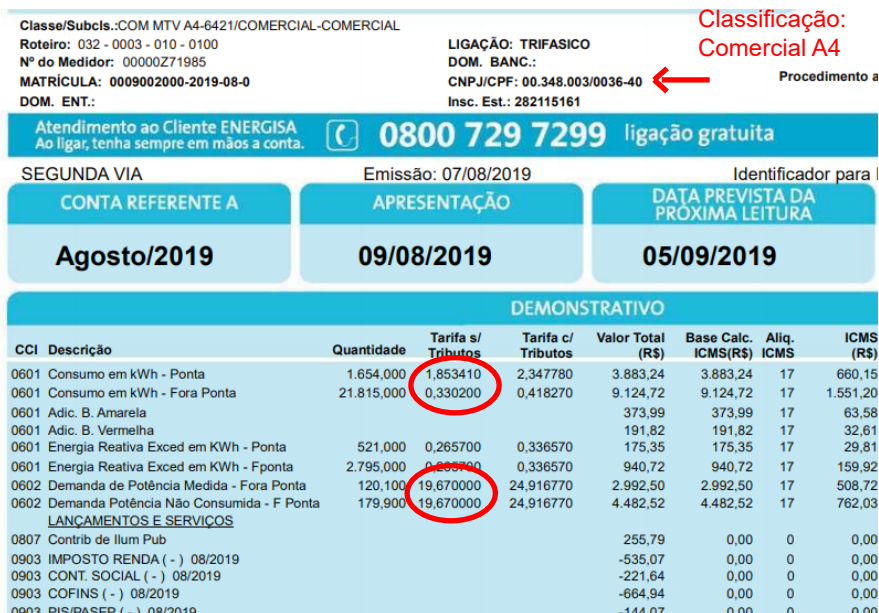 Classe/Subcls.:COM MTV A4-6421/COMERCIAL-COMERCIAL
Classificação:
Comercial A4
Roteiro: 032 - 0003 - 010 - 0100
LIGAÇÃO: TRIFASICO
Nº do Medidor: 00000Z71985
DOM. BANC.:
MATRÍCULA: 0009002000-2019-08-0
CNPJ/CPF: 00.348.003/0036-40
Procedimento a
DOM. ENT.:
Insc. Est.: 282115161
Atendimento ao Cliente ENERGISA
Ao ligar, tenha sempre em mãos a conta.
0800 729 7299 ligação gratuita
SEGUNDA VIA
Emissão: 07/08/2019
Identificador para
CONTA REFERENTE A
APRESENTAÇÃO
DATA PREVISTA DA
PRÓXIMA LEITURA
Agosto/2019
09/08/2019
05/09/2019
DEMONSTRATIVO
CCI Descrição Quantidade Tarifa s/ Tributos Tarifa c/ Tributos Valor Total (R$) Base Calc. ICMS(R$) Aliq. ICMS ICMS (R$)
0601 Consumo em kWh - Ponta 1.654,000 1,853410 2,347780 3.883,24 3.883,24 17 660,15
0601 Consumo em kWh - Fora Ponta 21.815,000 0,330200 0,418270 9.124,72 9.124,72 17 1.551,20
0601 Adic. B. Amarela 373,99 373,99 17 63,58
0601 Adic. B. Vermelha 191,82 191,82 17 32,61
0601 Energia Reativa Exced em KWh - Ponta 521,000 0,265700 0,336570 175,35 175,35 17 29,81
0601 Energia Reativa Exced em KWh - Fponta 2.795,000 0,265700 0,336570 940,72 940,72 17 159,92
0602 Demanda de Potência Medida - Fora Ponta 120,100 19,670000 24,916770 2.992,50 2.992,50 17 508,72
0602 Demanda Potência Não Consumida - F Ponta 179,900 19,670000 24,916770 4.482,52 4.482,52 17 762,03
LANÇAMENTOS E SERVIÇOS
0807 Contrib de Ilum Pub 255,79 0,00 0 0,00
0903 IMPOSTO RENDA ( - ) 08/2019 -535,07 0,00 0 0,00
0903 CONT. SOCIAL ( - ) 08/2019 -221,64 0,00 0 0,00
0903 COFINS ( - ) 08/2019 -664,94 0,00 0 0,00
0903 PIS/PASEP ( - ) 08/2019 -144,07 0,00 0 0,00